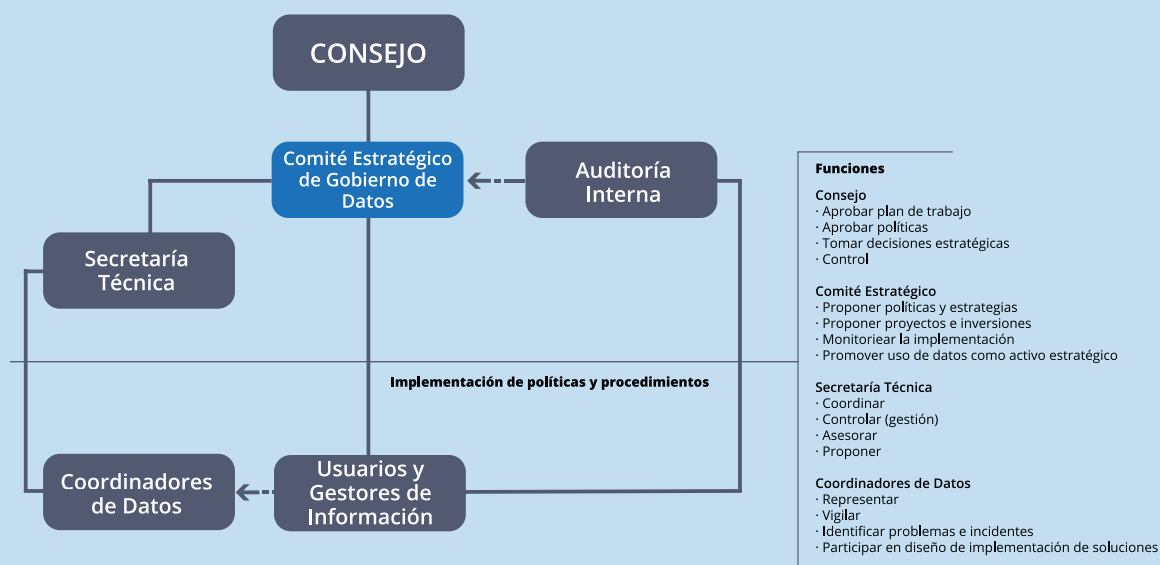 CONSEJO
Comité Estratégico
de Gobierno de
Datos
Auditoría
Interna
Secretaría
Técnica
Implementación de políticas y procedimientos
Coordinadores
de Datos
Usuarios y
Gestores de
Información
Funciones
Consejo
· Aprobar plan de trabajo
· Aprobar políticas
· Tomar decisiones estratégicas
· Control
Comité Estratégico
· Proponer políticas y estrategias
· Proponer proyectos e inversiones
· Monitoriear la implementación
· Promover uso de datos como activo estratégico
Secretaría Técnica
· Coordinar
· Controlar (gestión)
· Asesorar
· Proponer
Coordinadores de Datos
· Representar
· Vigilar
· Identificar problemas e incidentes
· Participar en diseño de implementación de soluciones